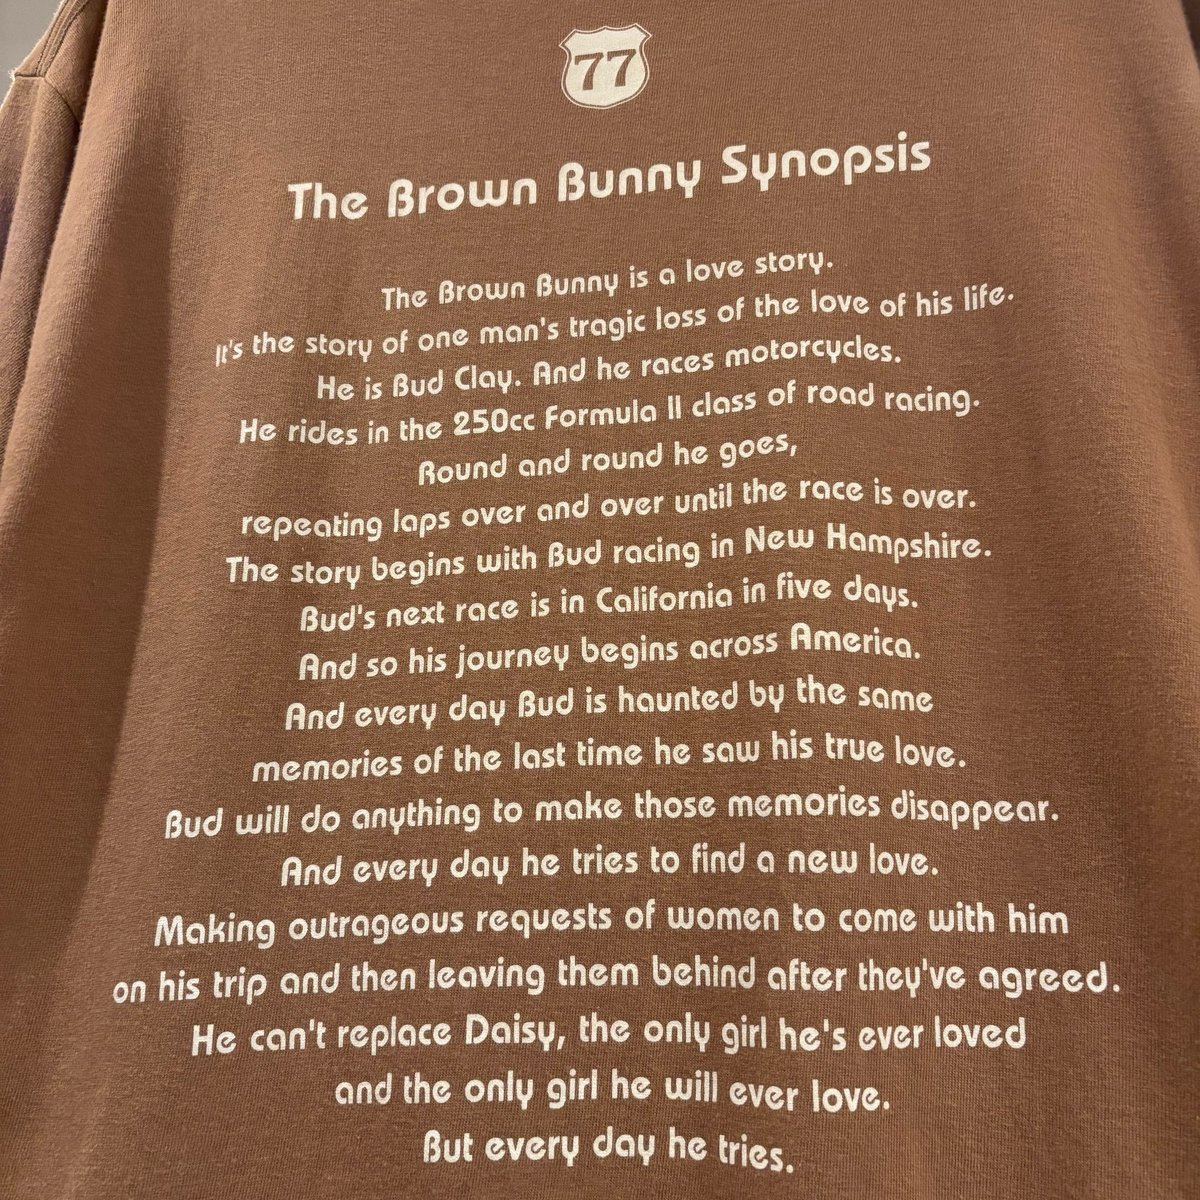 77
The Brown Bunny Synopsis
The Brown Bunny is a love story.
It's the story of one man's tragic loss of the love of his life.
He is Bud Clay. And he races motorcycles.
He rides in the 250cc Formula II class of road racing.
Round and round he goes,
repeating laps over and over until the race is over.
The story begins with Bud racing in New Hampshire.
Bud's next race is in California in five days.
And so his journey begins across America.
And every day Bud is haunted by the same
memories of the last time he saw his true love.
Bud will do anything to make those memories disappear.
And every day he tries to find a new love.
Making outrageous requests of women to come with him
on his trip and then leaving them behind after they've agreed.
He can't replace Daisy, the only girl he's ever loved
and the only girl he will ever love.
But every day he tries.